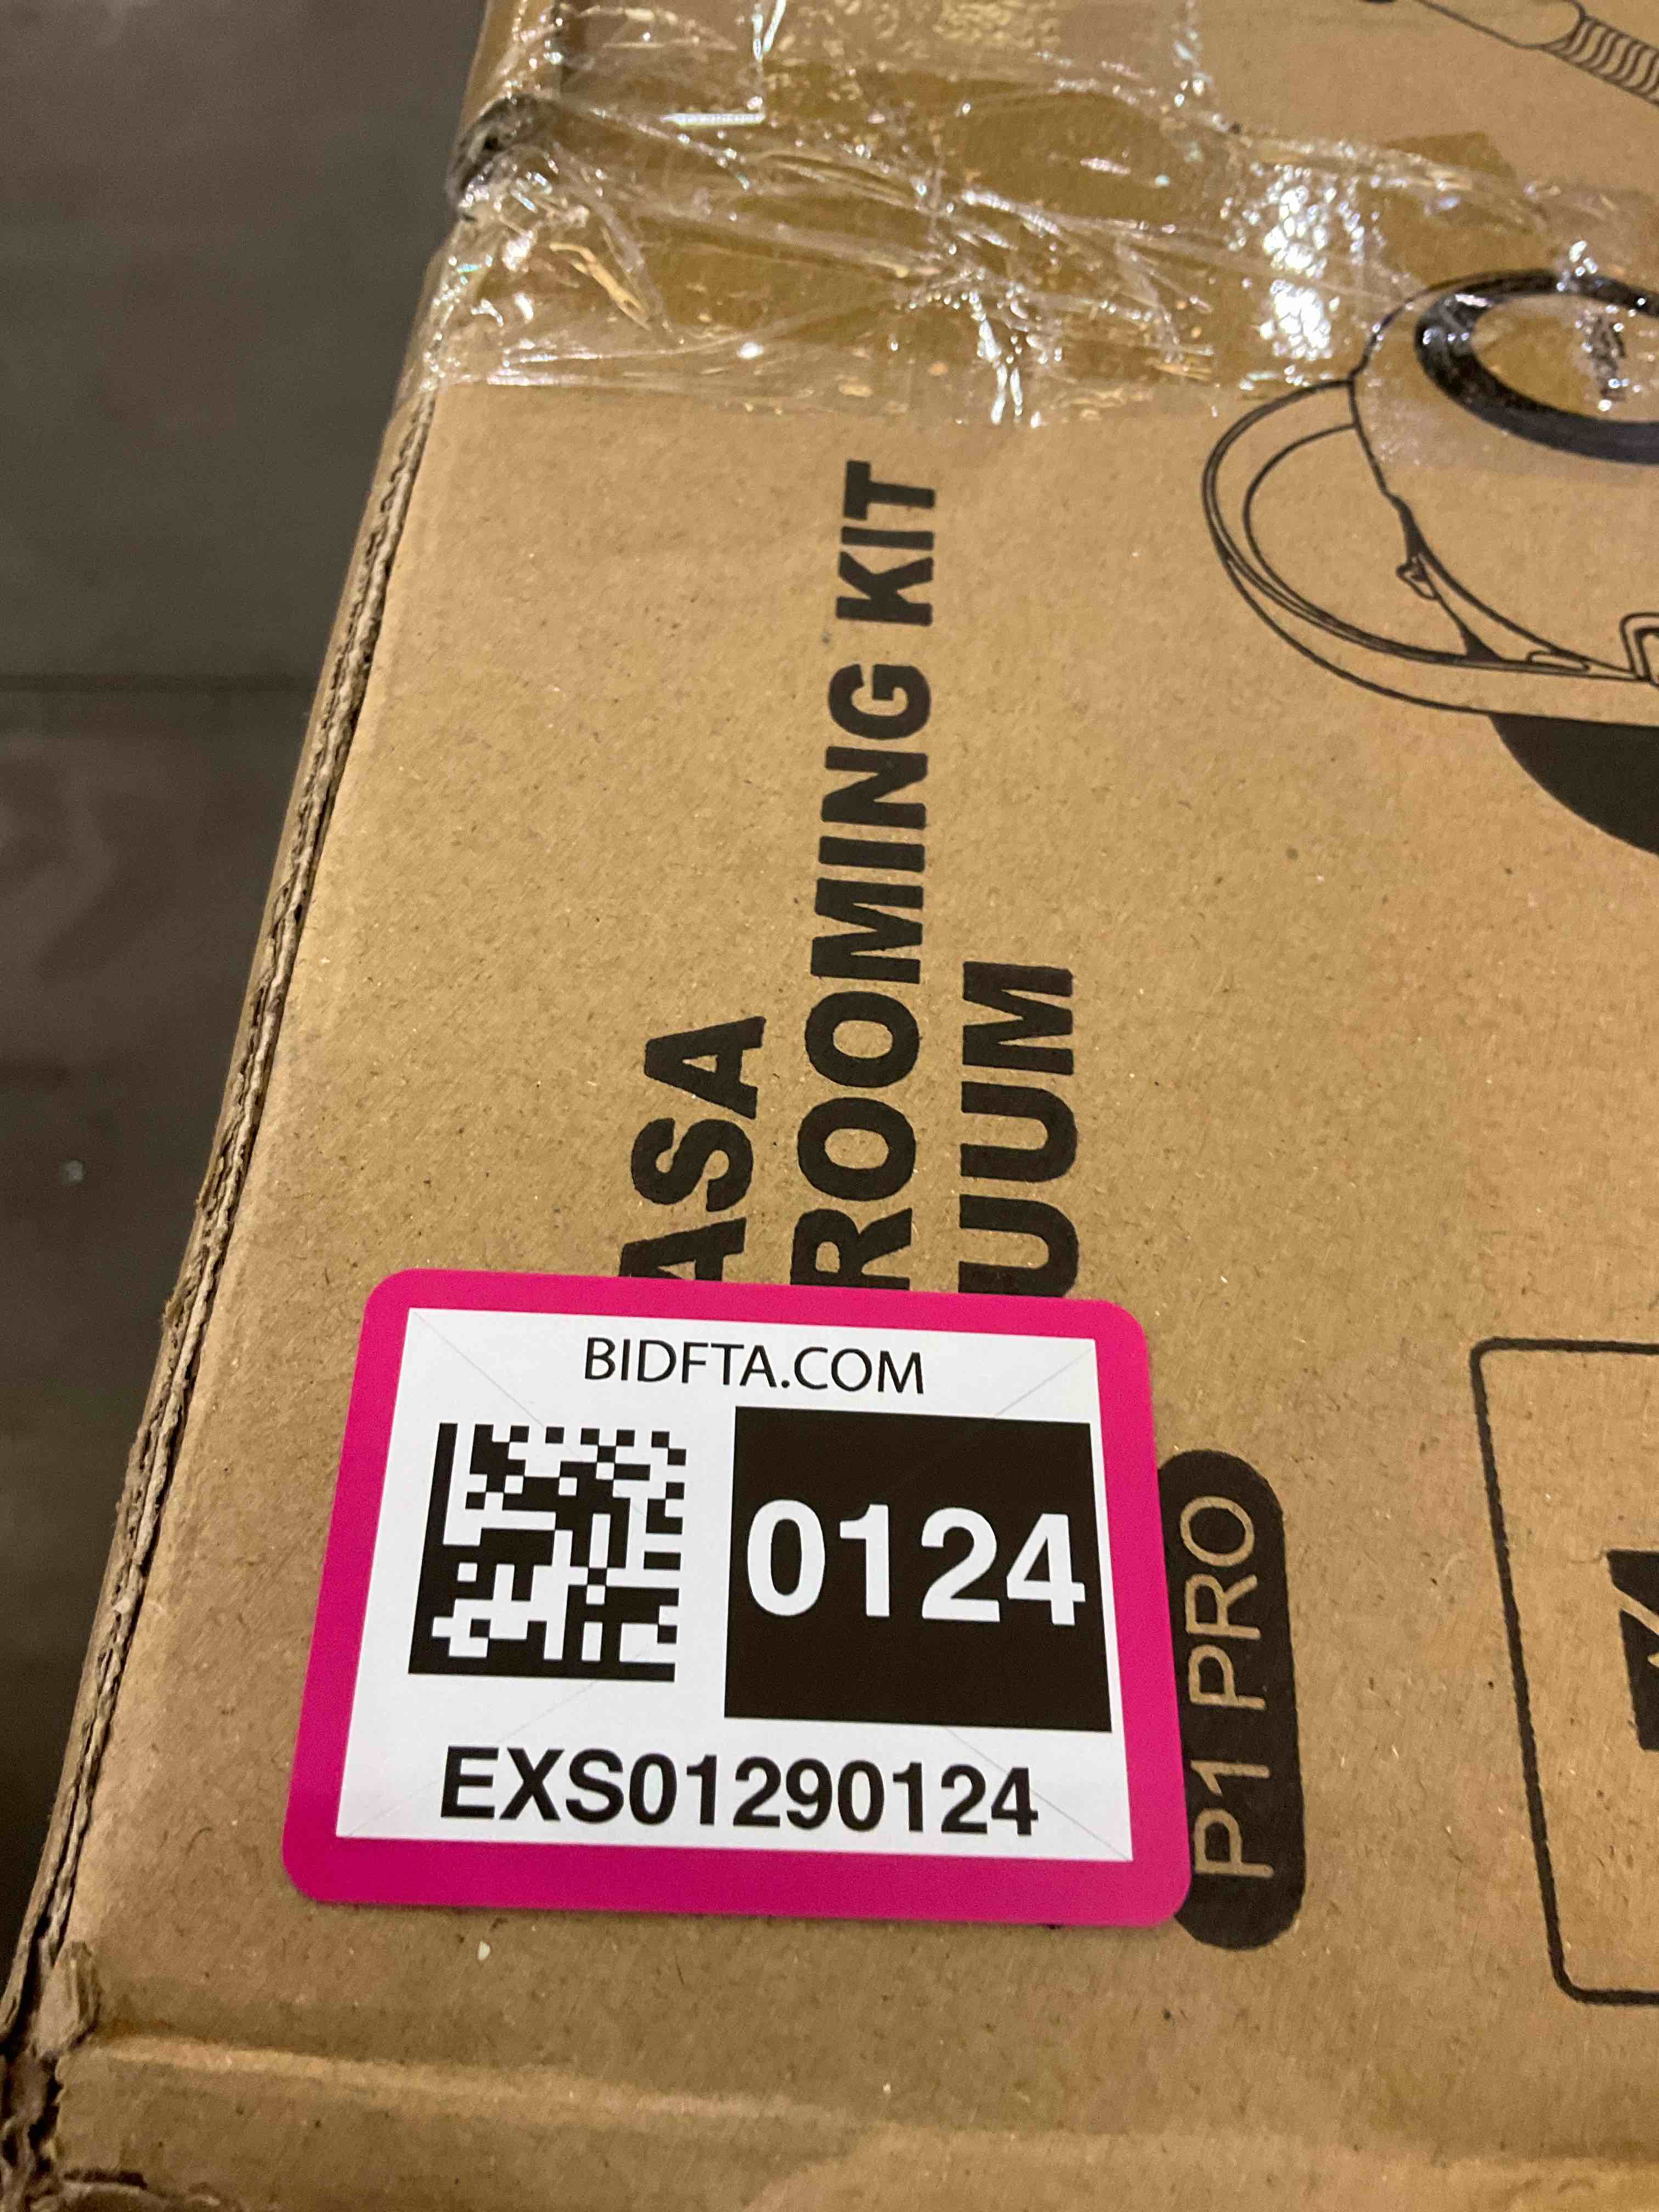 ASA
ROOMING KIT
UUM
P1 PRO
BIDFTA.COM
0124
EXS01290124